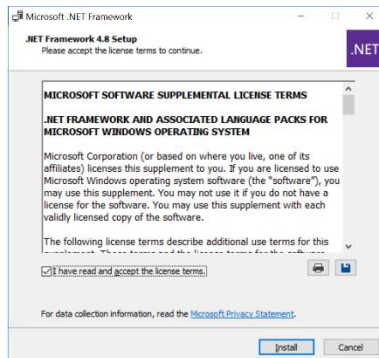 Microsoft .NET Framework
.NET Framework 4.8 Setup
Please accept the license terms to continue.
.NET
MICROSOFT SOFTWARE SUPPLEMENTAL LICENSE TERMS
.NET FRAMEWORK AND ASSOCIATED LANGUAGE PACKS FOR
MICROSOFT WINDOWS OPERATING SYSTEM
Microsoft Corporation (or based on where you live, one of its
affiliates) licenses this supplement to you. If you are licensed to use
Microsoft Windows operating system software (the “software”), you
may use this supplement. You may not use it if you do not have a
license for the software. You may use this supplement with each
validly licensed copy of the software.
The following license terms describe additional use terms for this
I have read and accept the license terms.
For data collection information, read the Microsoft Privacy Statement.
Install
Cancel